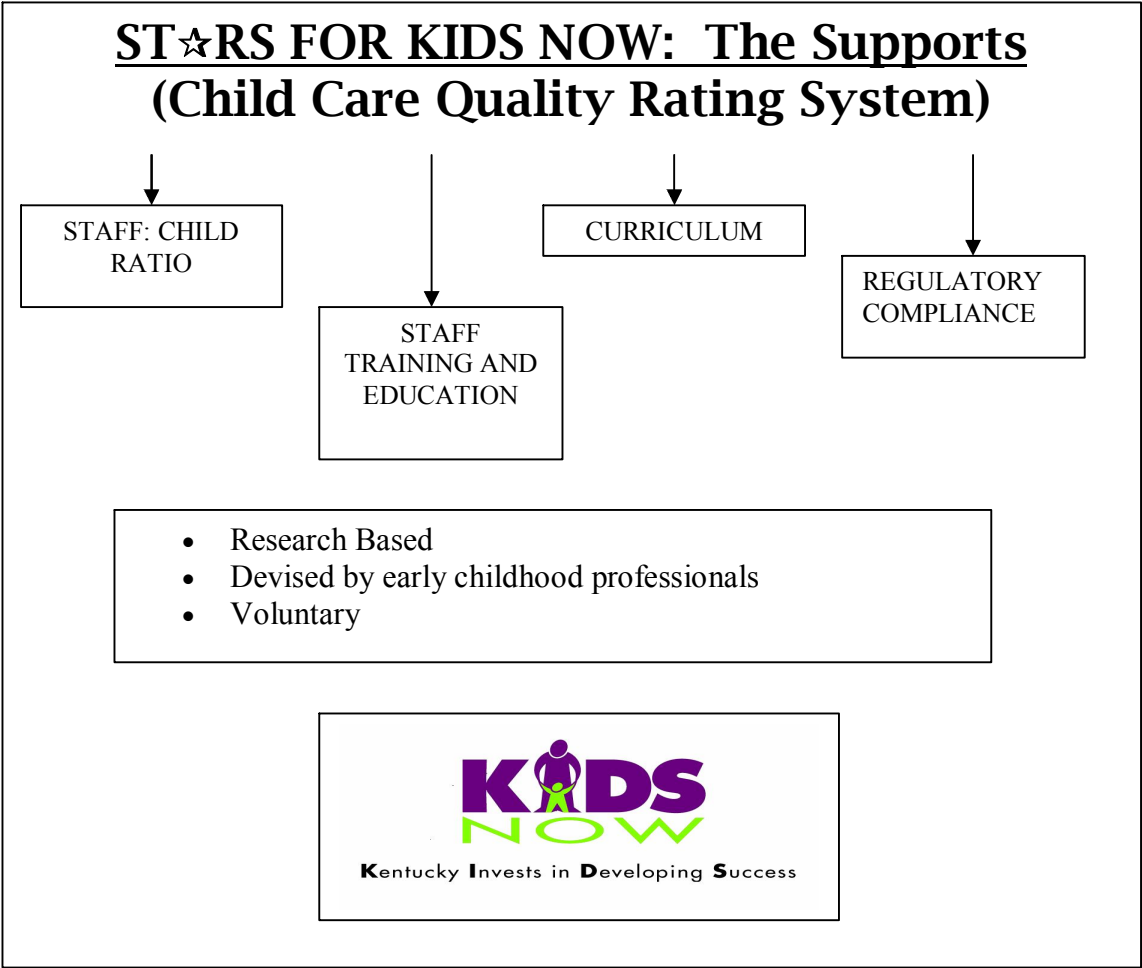 ST☆RS FOR KIDS NOW: The Supports
(Child Care Quality Rating System)
STAFF: CHILD
RATIO
STAFF
TRAINING AND
EDUCATION
CURRICULUM
REGULATORY
COMPLIANCE
• Research Based
• Devised by early childhood professionals
• Voluntary
KIDS
NOW
Kentucky Invests in Developing Success